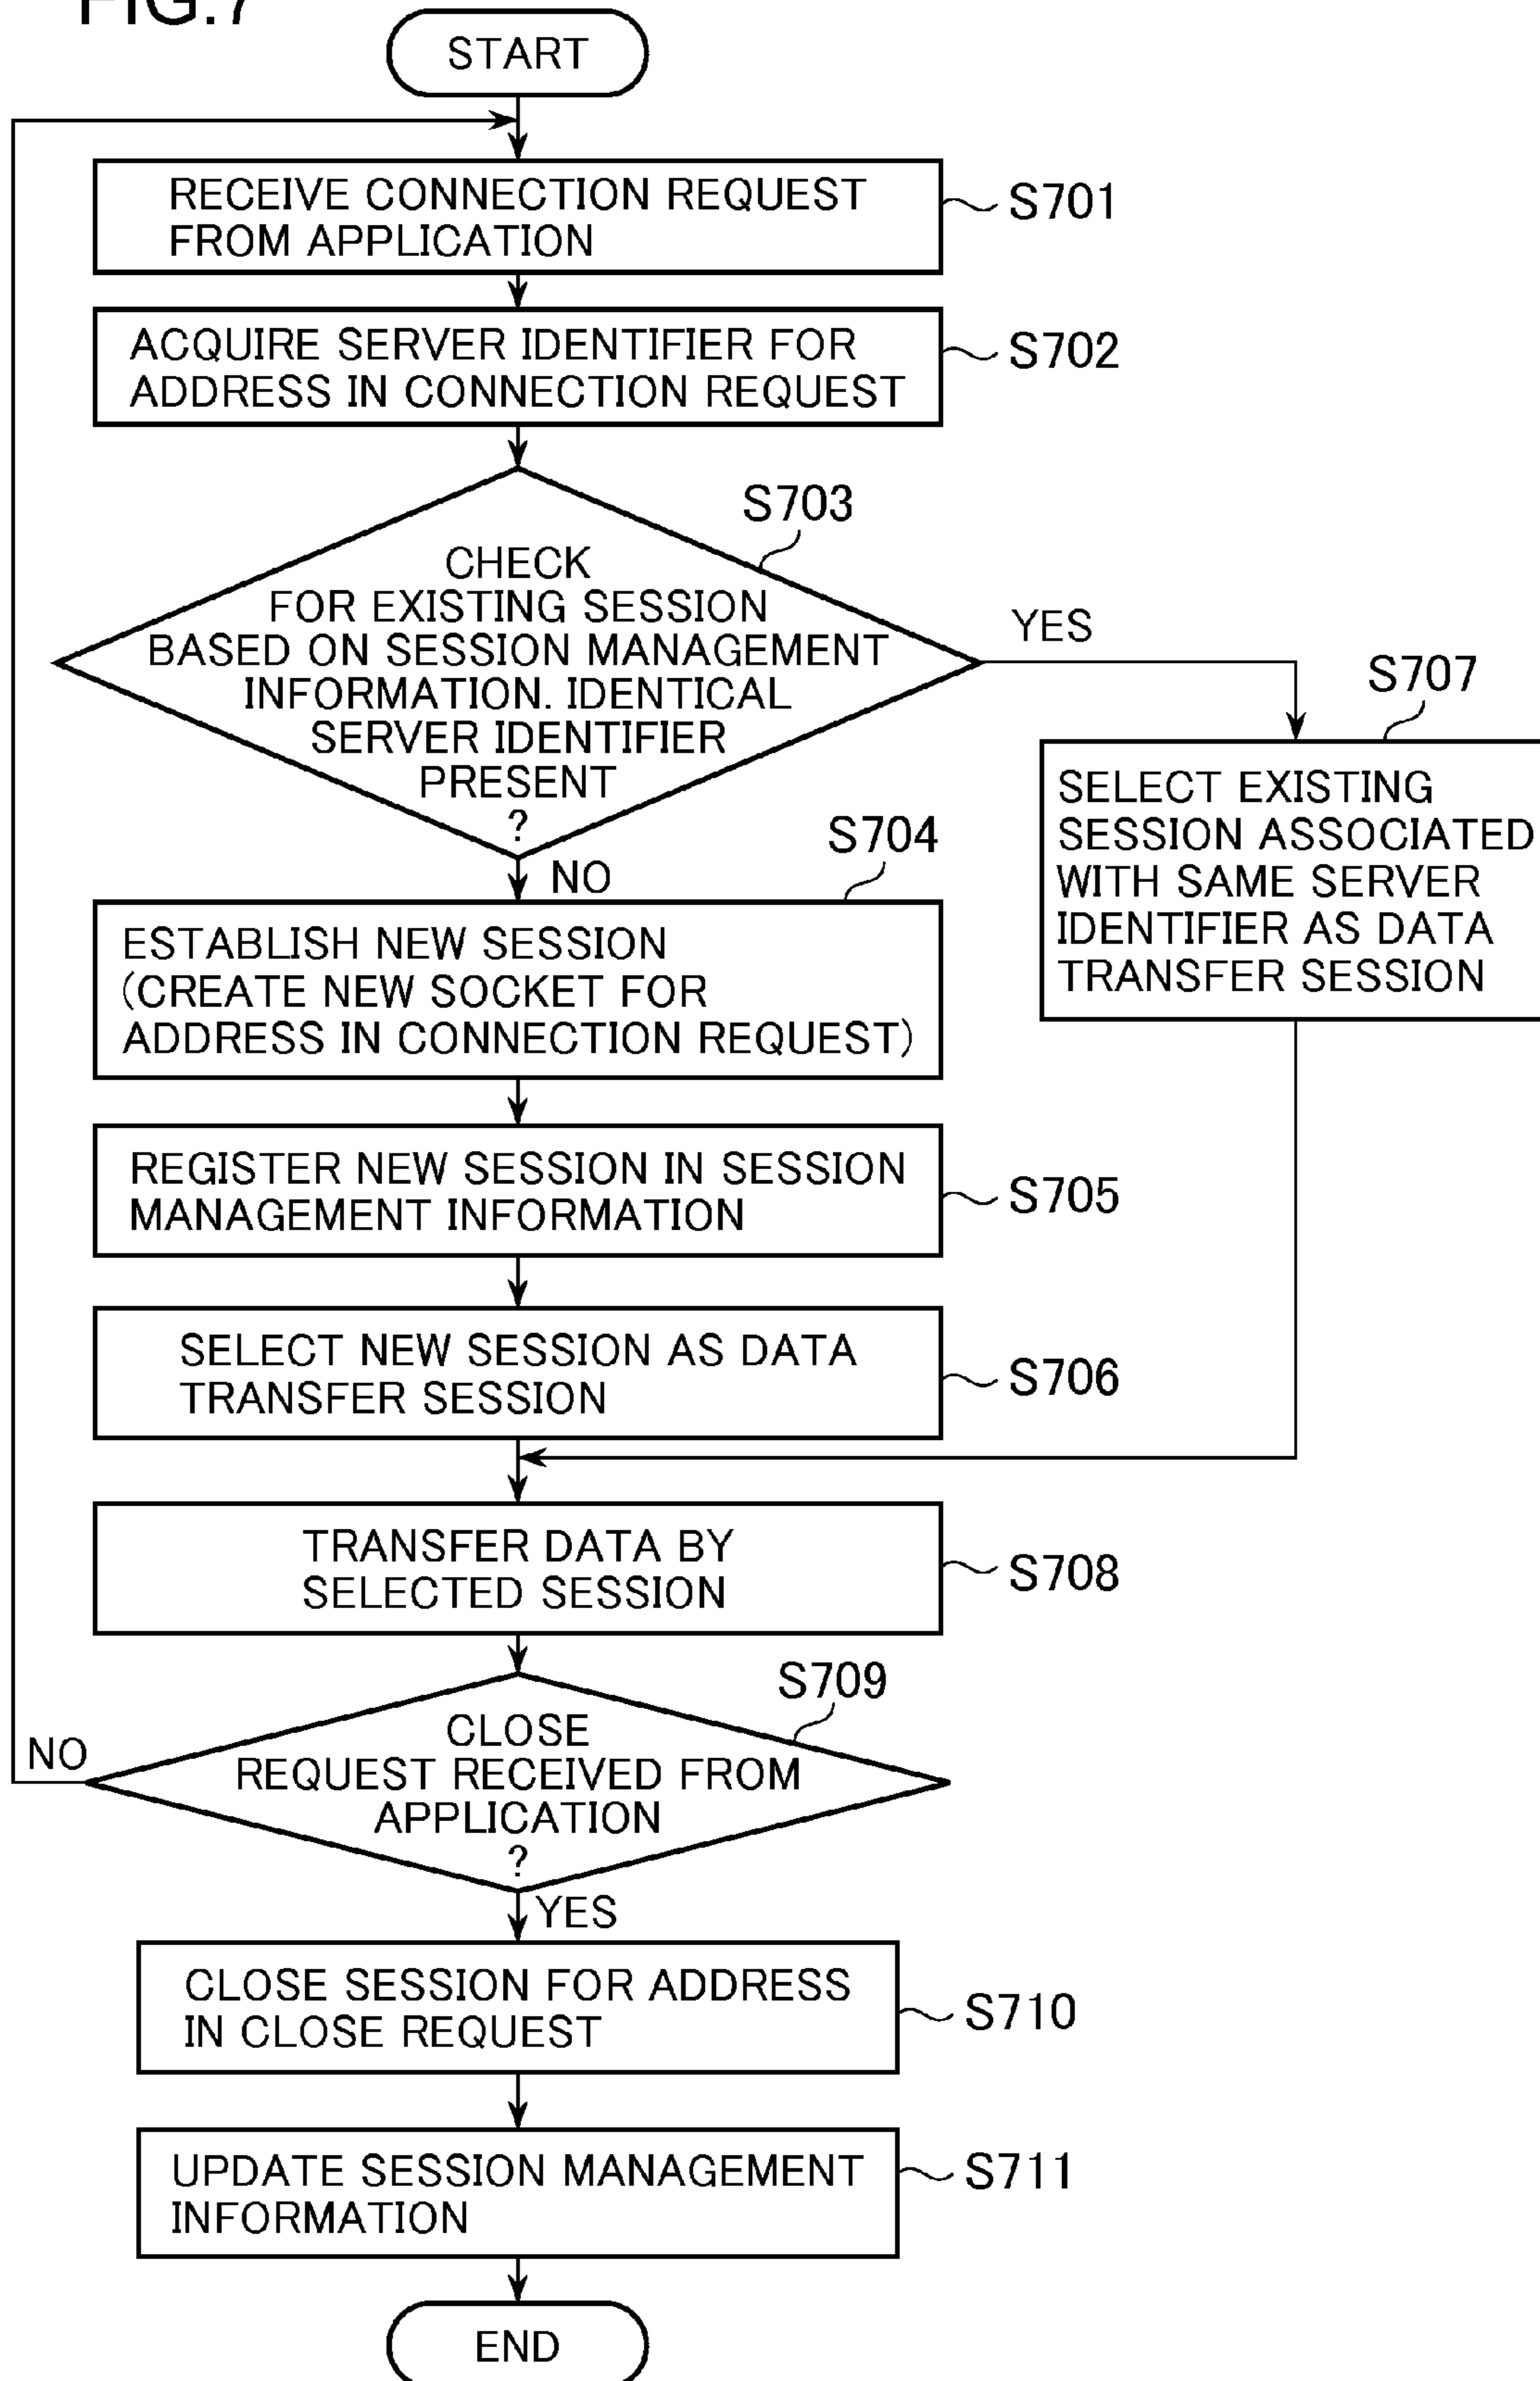 FIG.7
START
RECEIVE CONNECTION REQUEST
FROM APPLICATION
S701
ACQUIRE SERVER IDENTIFIER FOR
ADDRESS IN CONNECTION REQUEST
S702
S703
CHECK
FOR EXISTING SESSION
BASED ON SESSION MANAGEMENT
INFORMATION. IDENTICAL
SERVER IDENTIFIER
PRESENT
?
YES
S707
SELECT EXISTING
SESSION ASSOCIATED
WITH SAME SERVER
IDENTIFIER AS DATA
TRANSFER SESSION
NO
S704
ESTABLISH NEW SESSION
(CREATE NEW SOCKET FOR
ADDRESS IN CONNECTION REQUEST)
REGISTER NEW SESSION IN SESSION
MANAGEMENT INFORMATION
S705
SELECT NEW SESSION AS DATA
TRANSFER SESSION
S706
TRANSFER DATA BY
SELECTED SESSION
S708
S709
CLOSE
REQUEST RECEIVED FROM
APPLICATION
?
NO
YES
CLOSE SESSION FOR ADDRESS
IN CLOSE REQUEST
S710
UPDATE SESSION MANAGEMENT
INFORMATION
S711
END